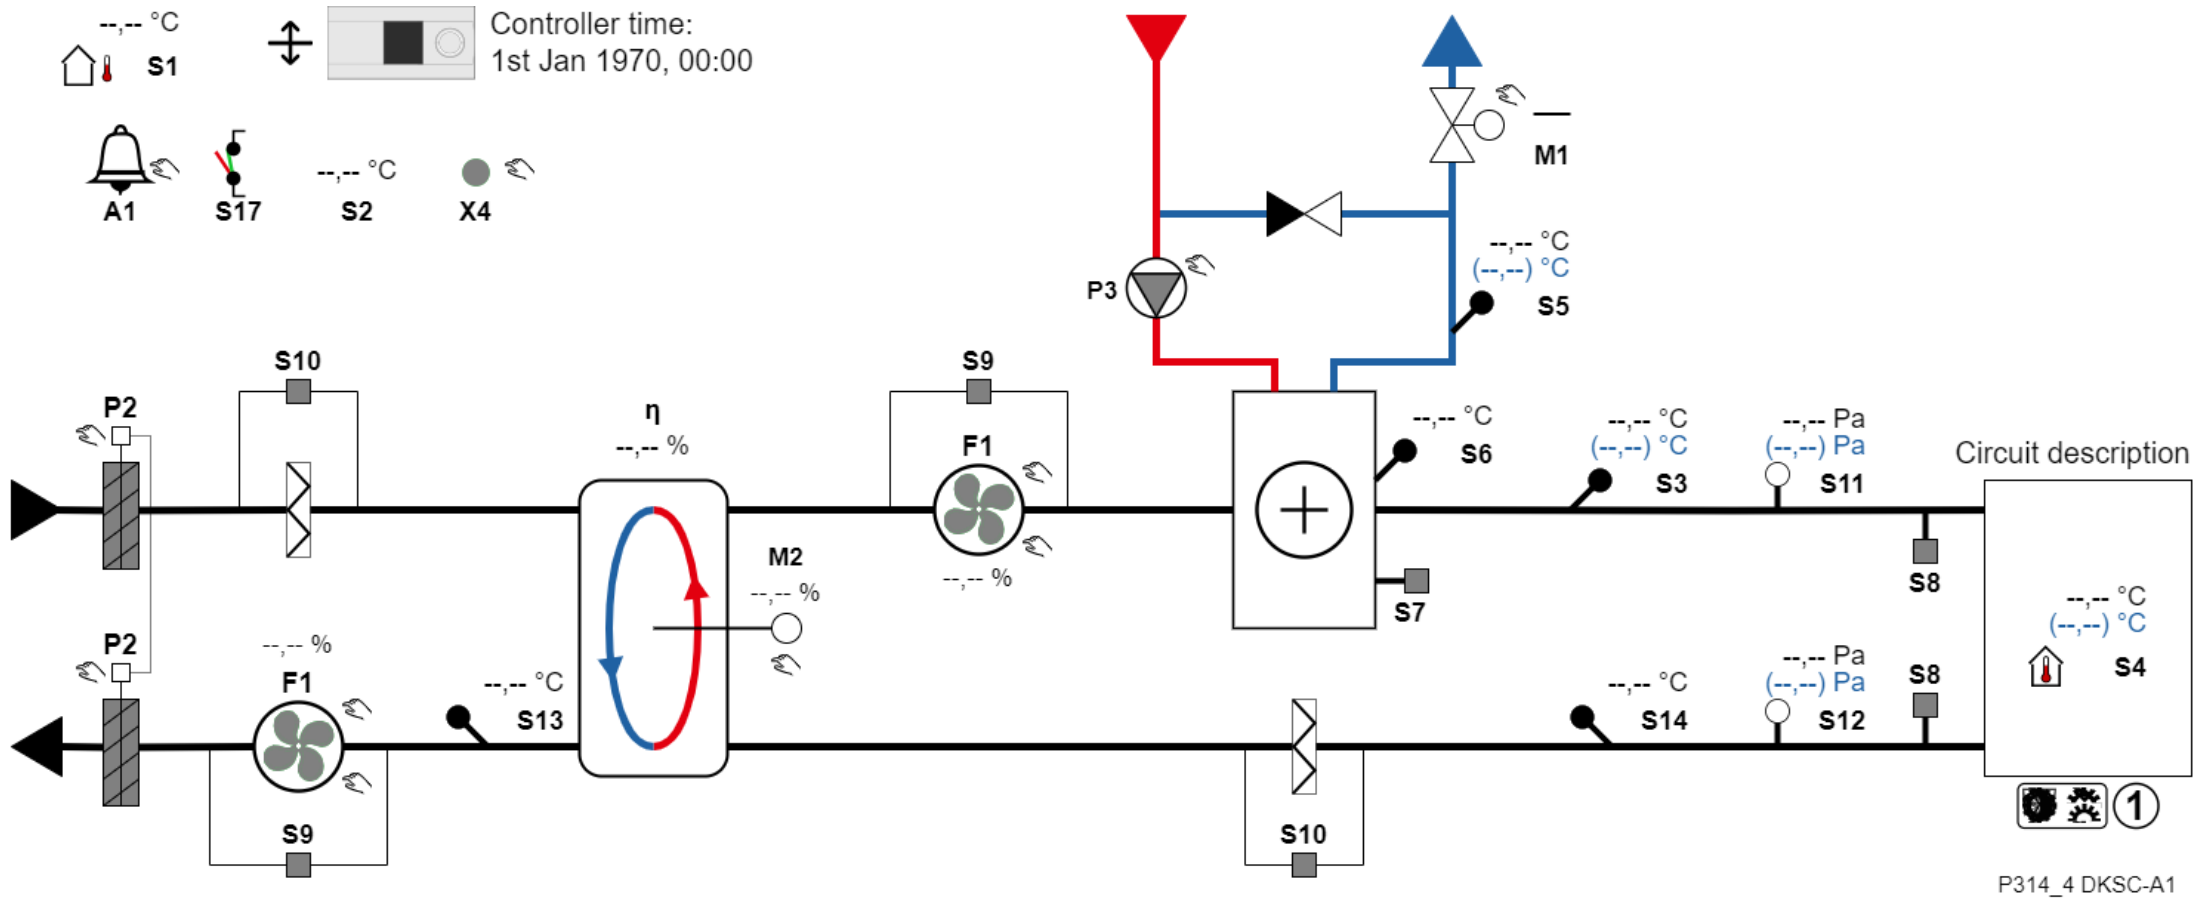 --,-- °C
S1
Controller time:
1st Jan 1970, 00:00
A1
S17
--,-- °C
S2
X4
M1
--,-- °C
(--,--) °C
S5
P3
S10
S9
P2
η
--,-- %
F1
--,-- %
--,-- °C
S6
--,-- °C
(--,--) °C
S3
--,-- Pa
(--,--) Pa
S11
Circuit description
M2
--,-- %
S7
S8
--,-- °C
(--,--) °C
S4
P2
--,-- %
F1
--,-- °C
S13
--,-- °C
S14
--,-- Pa
(--,--) Pa
S12
S8
S9
S10
1
P314_4 DKSC-A1